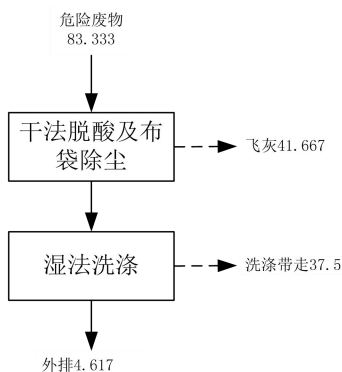 危险废物
83.333
干法脱酸及布
袋除尘
飞灰41.667
湿法洗涤
洗涤带走37.5
外排4.617